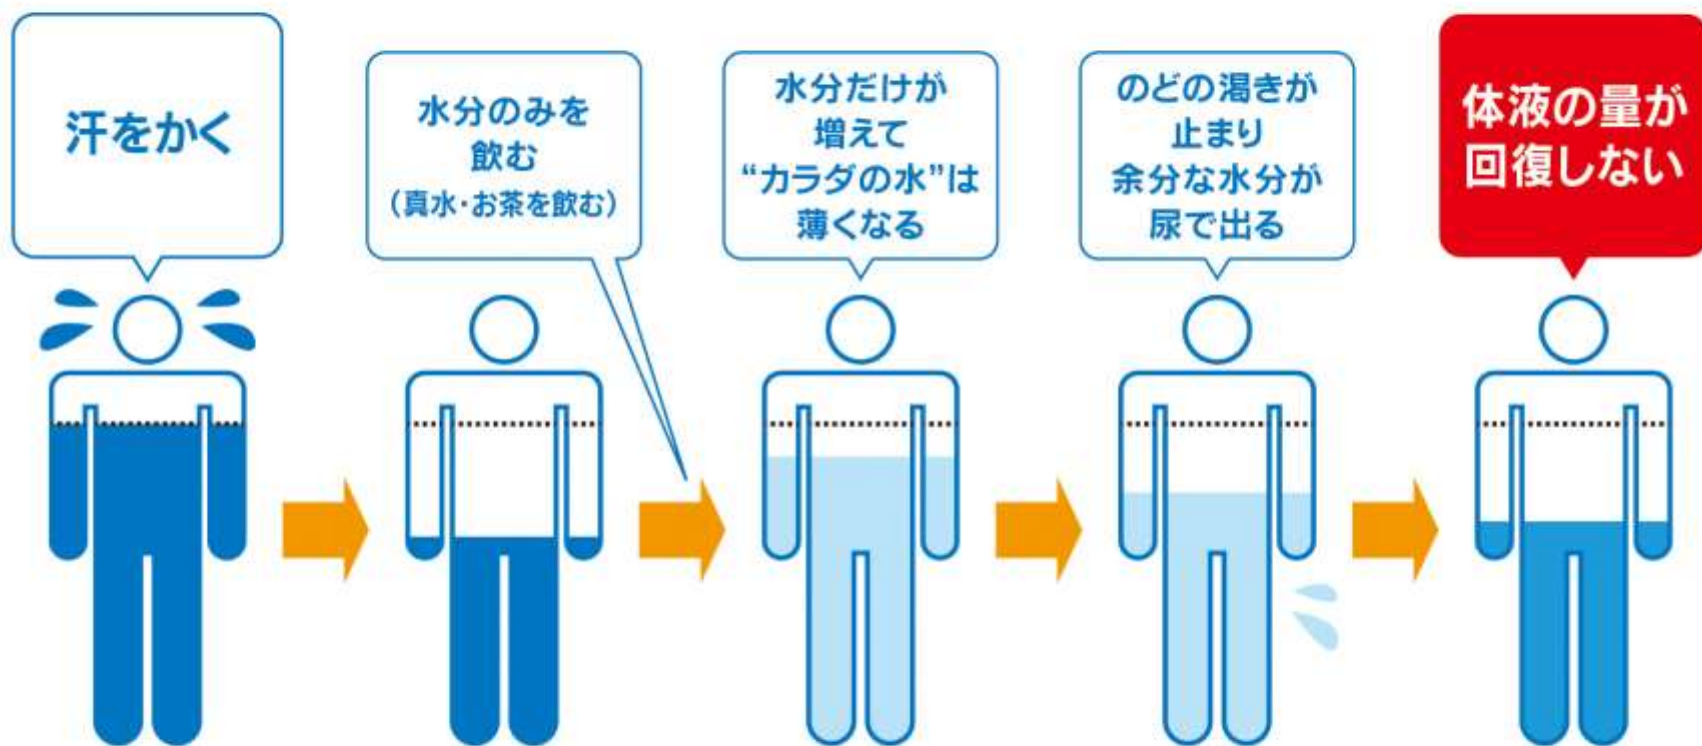 汗をかく
水分のみを
飲む
（真水・お茶を飲む）
水分だけが
増えて
“カラダの水”は
薄くなる
のどの渇きが
止まり
余分な水分が
尿で出る
体液の量が
回復しない